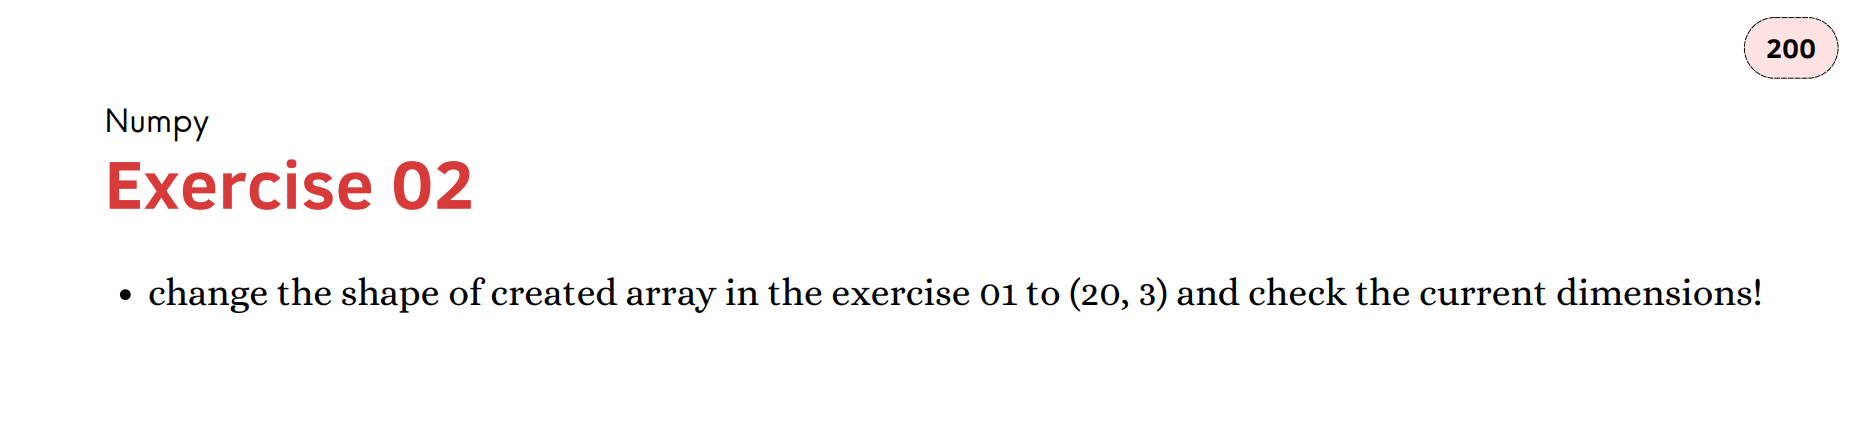 200
Numpy
Exercise 02
• change the shape of created array in the exercise 01 to (20, 3) and check the current dimensions!